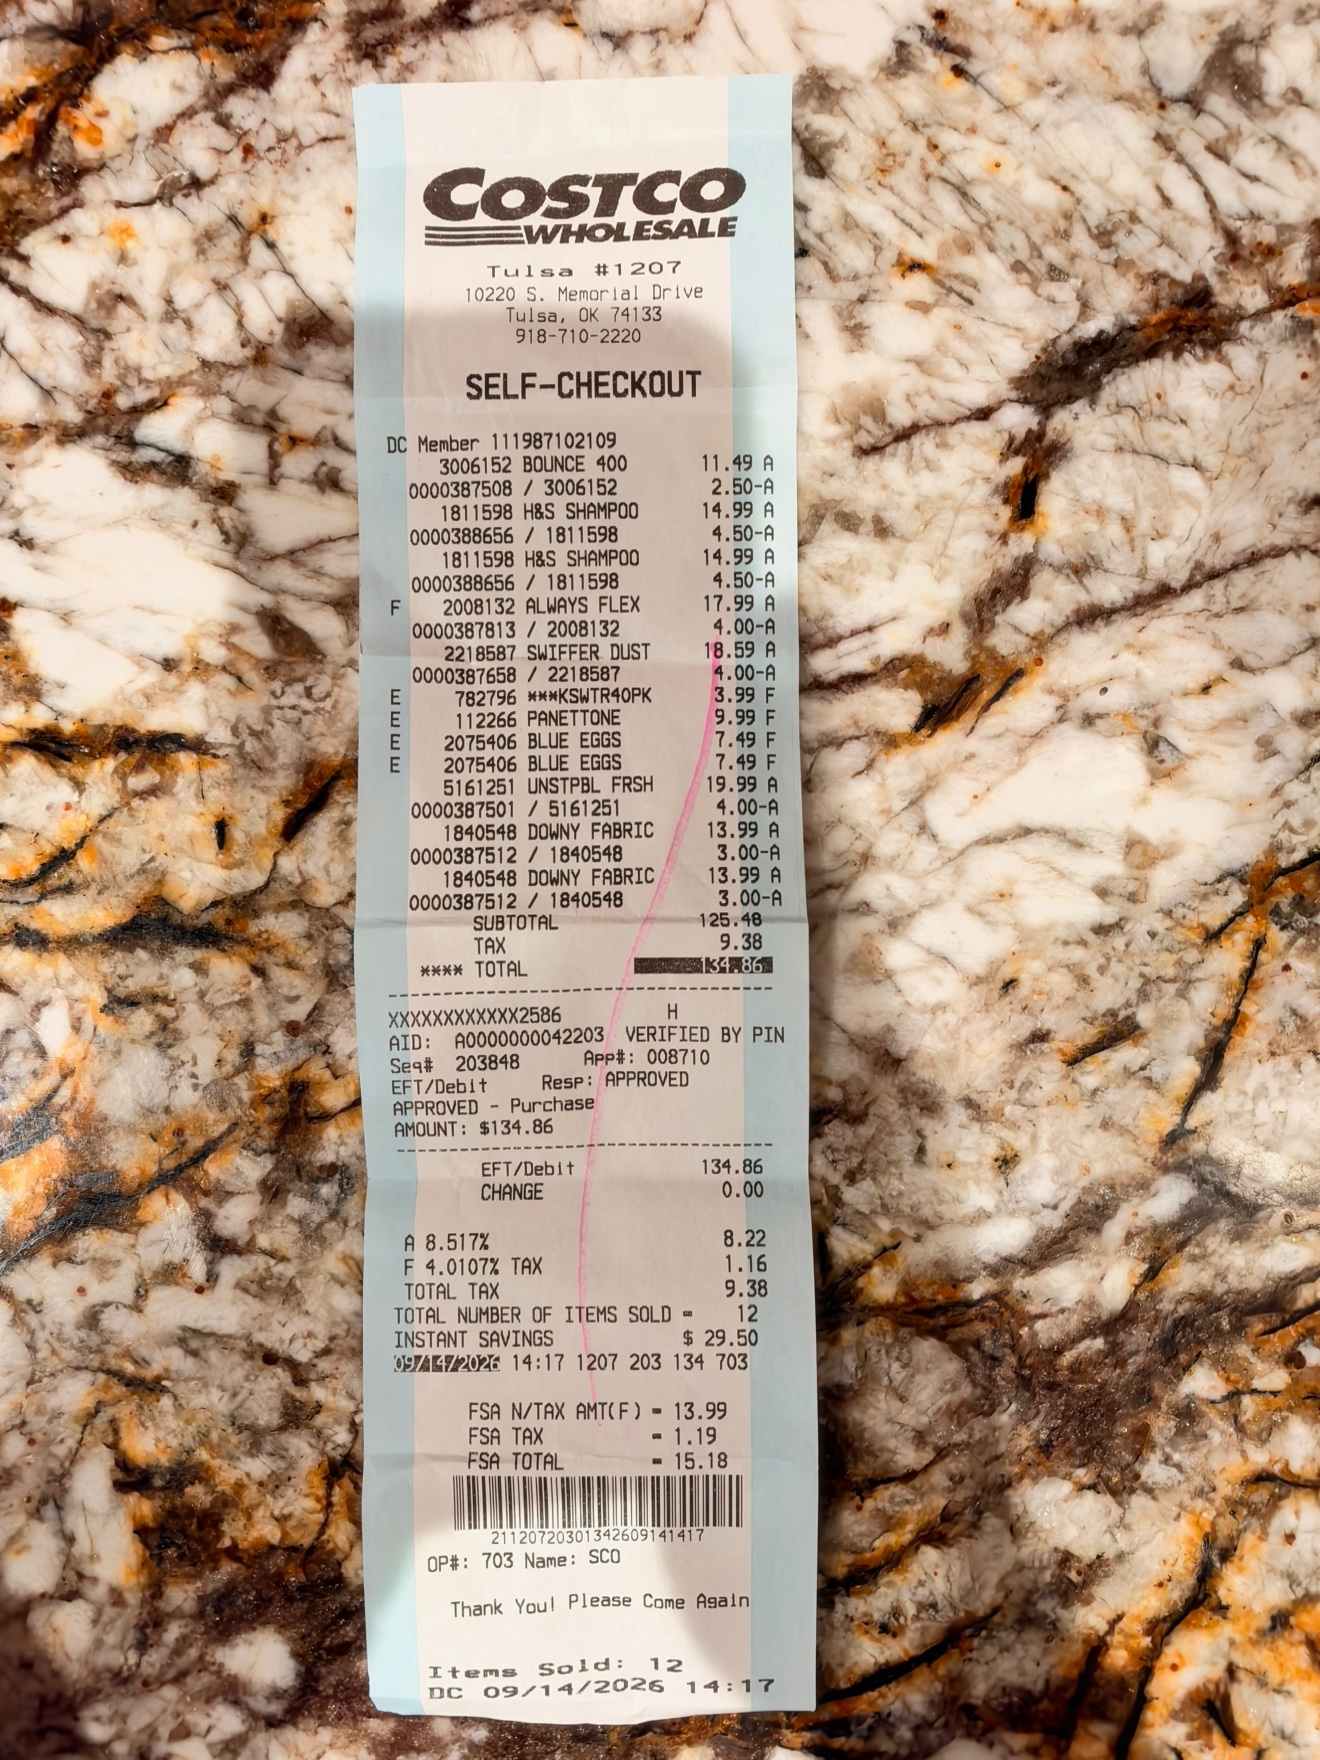 COSTCO
WHOLESALE
Tulsa #1207
10220 S. Memorial Drive
Tulsa, OK 74133
918-710-2220
SELF-CHECKOUT
DC Member 111987102109
3006152 BOUNCE 400 11.49 A
0000387508 / 3006152 2.50-A
1811598 H&S SHAMPOO 14.99 A
0000388656 / 1811598 4.50-A
1811598 H&S SHAMPOO 14.99 A
0000388656 / 1811598 4.50-A
F 2008132 ALWAYS FLEX 17.99 A
0000387813 / 2008132 4.00-A
2218587 SWIFFER DUST 18.59 A
0000387658 / 2218587 4.00-A
E 782796 ***KSWTR40PK 3.99 F
E 112266 PANETTONE 9.99 F
E 2075406 BLUE EGGS 7.49 F
E 2075406 BLUE EGGS 7.49 F
5161251 UNSTPBL FRSH 19.99 A
0000387501 / 5161251 4.00-A
1840548 DOWNY FABRIC 13.99 A
0000387512 / 1840548 3.00-A
1840548 DOWNY FABRIC 13.99 A
0000387512 / 1840548 3.00-A
SUBTOTAL 125.48
TAX 9.38
**** TOTAL 134.86
XXXXXXXXXXXX2586 H
AID: A0000000042203 VERIFIED BY PIN
Seq# 203848 App#: 008710
EFT/Debit Resp: APPROVED
APPROVED - Purchase
AMOUNT: $134.86
EFT/Debit 134.86
CHANGE 0.00
A 8.517% 8.22
F 4.0107% TAX 1.16
TOTAL TAX 9.38
TOTAL NUMBER OF ITEMS SOLD = 12
INSTANT SAVINGS $ 29.50
09/14/2026 14:17 1207 203 134 703
FSA N/TAX AMT(F) = 13.99
FSA TAX = 1.19
FSA TOTAL = 15.18
21120720301342609141417
OP#: 703 Name: SCO
Thank You! Please Come Again
Items Sold: 12
DC 09/14/2026 14:17